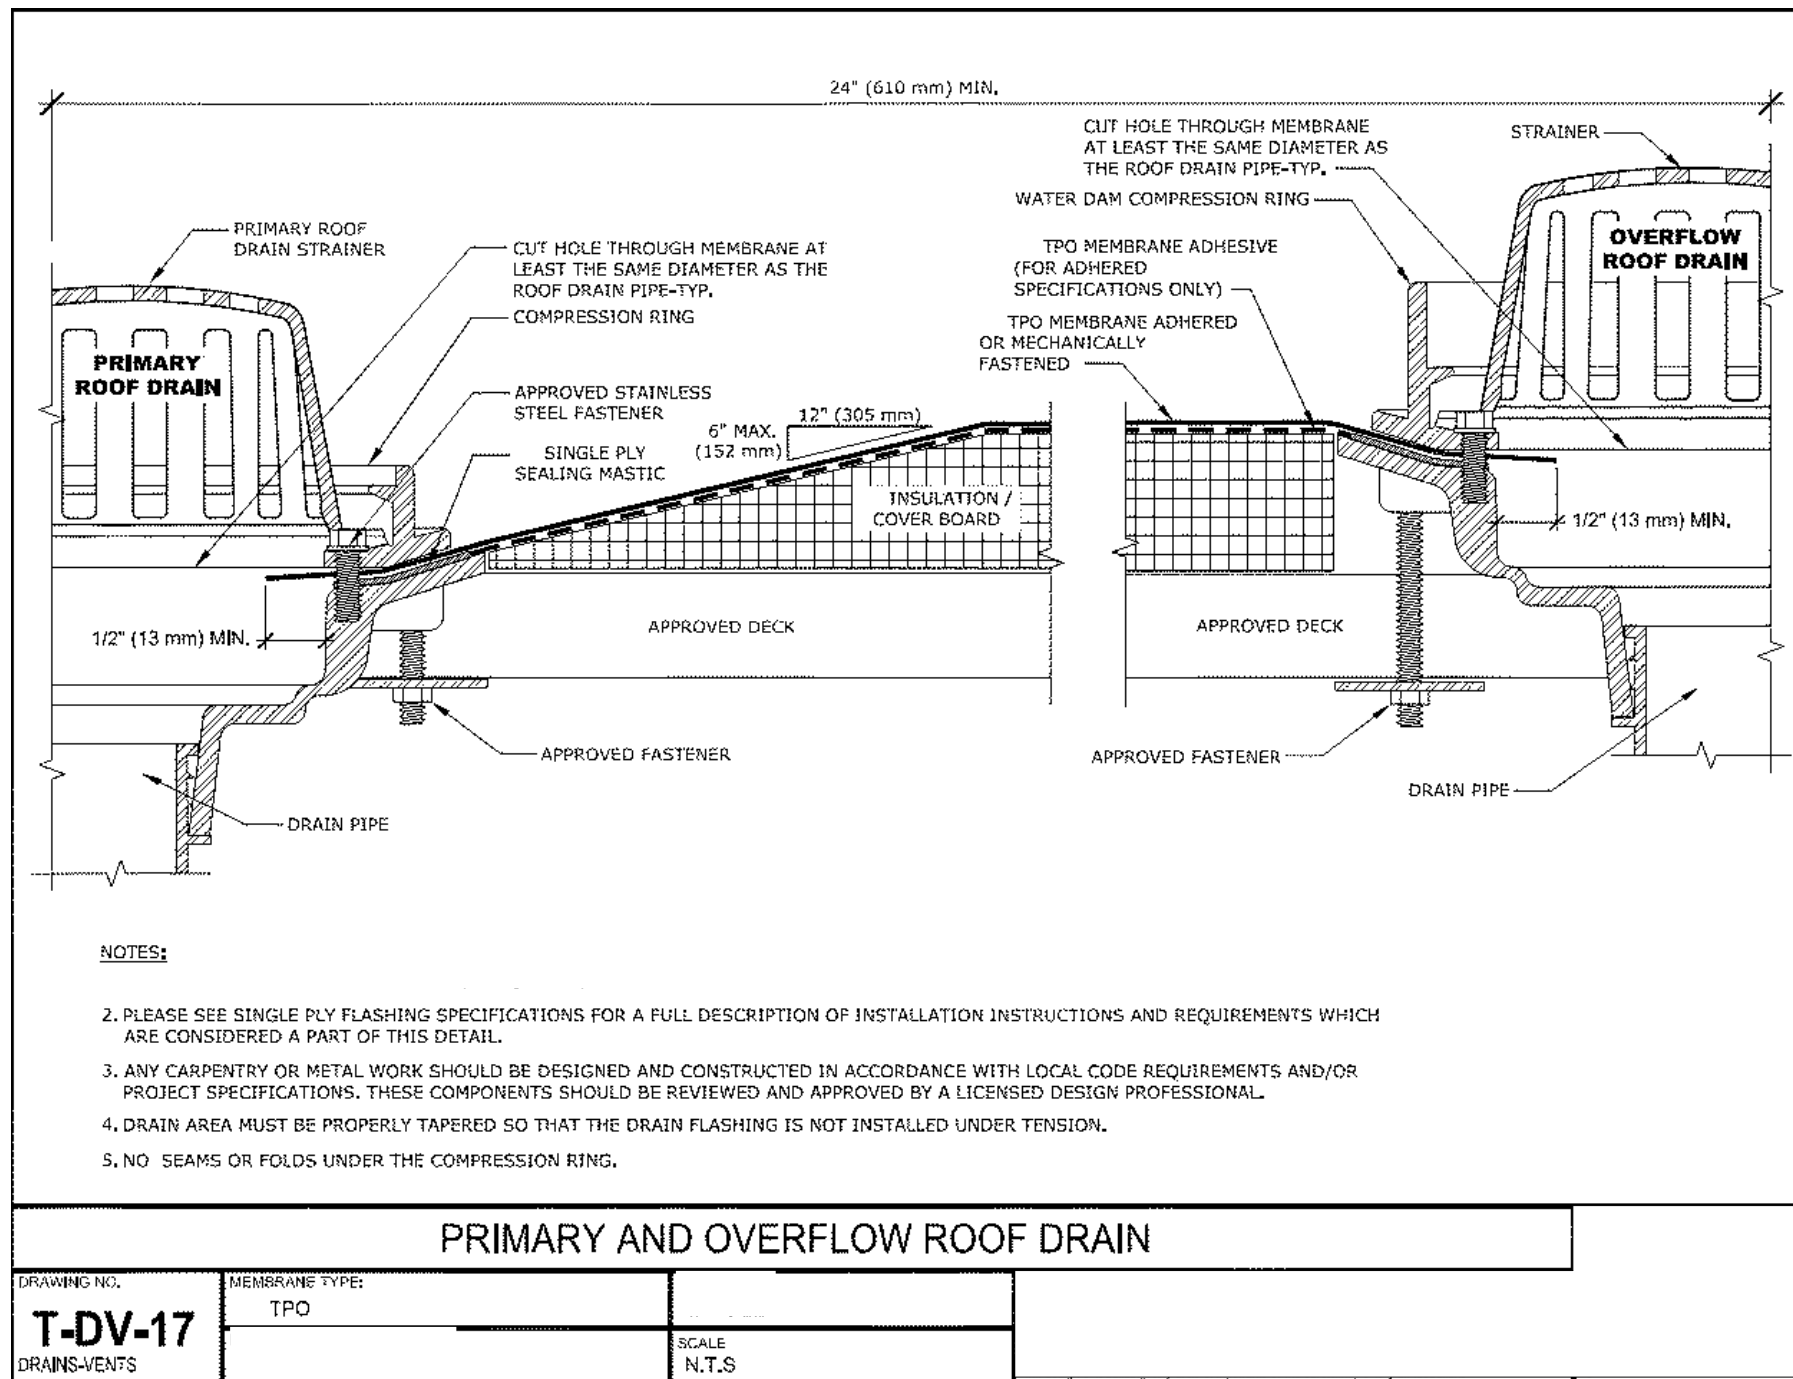 24" (610 mm) MIN.
CUT HOLE THROUGH MEMBRANE
AT LEAST THE SAME DIAMETER AS
THE ROOF DRAIN PIPE-TYP.
STRAINER
WATER DAM COMPRESSION RING
PRIMARY ROOF
DRAIN STRAINER
CUT HOLE THROUGH MEMBRANE AT
LEAST THE SAME DIAMETER AS THE
ROOF DRAIN PIPE-TYP.
TPO MEMBRANE ADHESIVE
(FOR ADHERED
SPECIFICATIONS ONLY)
OVERFLOW
ROOF DRAIN
COMPRESSION RING
TPO MEMBRANE ADHERED
OR MECHANICALLY
FASTENED
PRIMARY
ROOF DRAIN
APPROVED STAINLESS
STEEL FASTENER
12" (305 mm)
6" MAX.
(152 mm)
SINGLE PLY
SEALING MASTIC
INSULATION /
COVER BOARD
1/2" (13 mm) MIN.
1/2" (13 mm) MIN.
APPROVED DECK
APPROVED DECK
APPROVED FASTENER
APPROVED FASTENER
DRAIN PIPE
DRAIN PIPE
NOTES:
2. PLEASE SEE SINGLE PLY FLASHING SPECIFICATIONS FOR A FULL DESCRIPTION OF INSTALLATION INSTRUCTIONS AND REQUIREMENTS WHICH
ARE CONSIDERED A PART OF THIS DETAIL.
3. ANY CARPENTRY OR METAL WORK SHOULD BE DESIGNED AND CONSTRUCTED IN ACCORDANCE WITH LOCAL CODE REQUIREMENTS AND/OR
PROJECT SPECIFICATIONS. THESE COMPONENTS SHOULD BE REVIEWED AND APPROVED BY A LICENSED DESIGN PROFESSIONAL.
4. DRAIN AREA MUST BE PROPERLY TAPERED SO THAT THE DRAIN FLASHING IS NOT INSTALLED UNDER TENSION.
5. NO SEAMS OR FOLDS UNDER THE COMPRESSION RING.
PRIMARY AND OVERFLOW ROOF DRAIN
DRAWING NO.
T-DV-17
DRAINS-VENTS
MEMBRANE TYPE:
TPO
SCALE
N.T.S